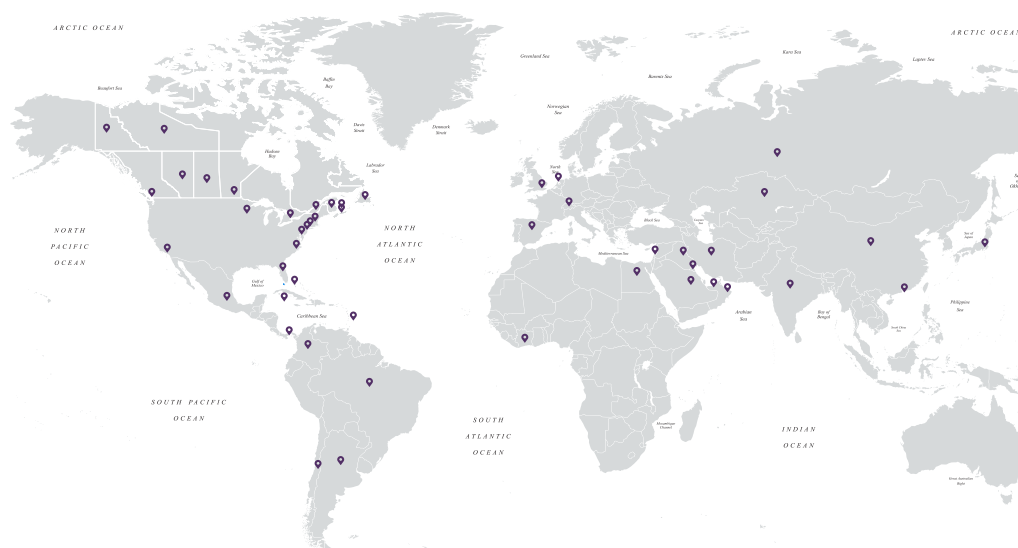 ARCTIC OCEAN
ARCTIC OCEAN
Kara Sea
Greenland Sea
Laptev Sea
Barents Sea
Baffin
Bay
Beaufort Sea
Norwegian
Sea
Davis
Strait
Denmark
Strait
Hudson
Bay
Labrador
Sea
North
Sea
Black Sea
NORTH
PACIFIC
OCEAN
NORTH
ATLANTIC
OCEAN
Sea of
Japan
Mediterranean Sea
Gulf of
Mexico
Caribbean Sea
Arabian
Sea
Bay of
Bengal
Philippine
Sea
South China
Sea
SOUTH PACIFIC
OCEAN
SOUTH
ATLANTIC
OCEAN
Mozambique
Channel
INDIAN
OCEAN
Great Australian
Bight